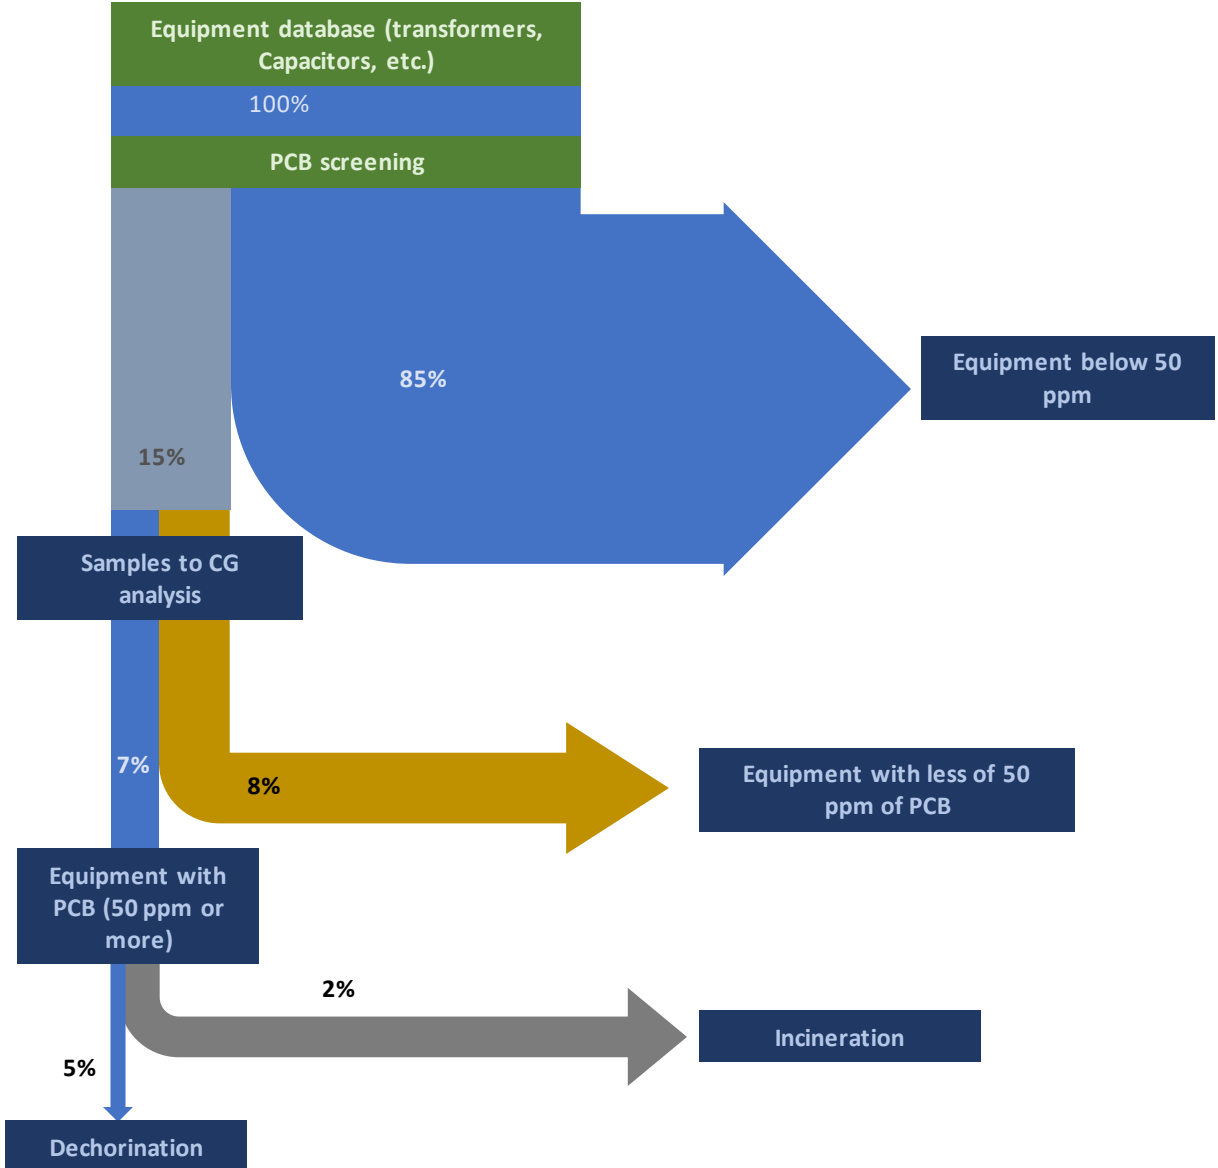 Equipment database (transformers,
Capacitors, etc.)
100%
PCB screening
85%
Equipment below 50
ppm
15%
Samples to CG
analysis
7%
8%
Equipment with less of 50
ppm of PCB
Equipment with
PCB (50 ppm or
more)
2%
Incineration
5%
Dechorination